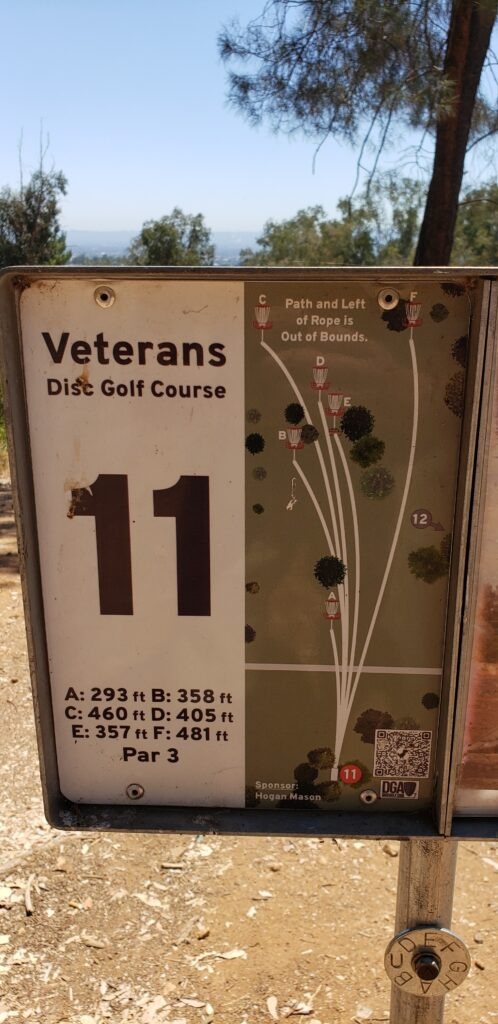 Veterans
Disc Golf Course
11
A: 293 ft B: 358 ft
C: 460 ft D: 405 ft
E: 357 ft F: 481 ft
Par 3
Path and Left
of Rope is
Out of Bounds.
C
F
D
E
B
12
A
11
Sponsor:
Hogan Mason
DGA
U D E F G H A B